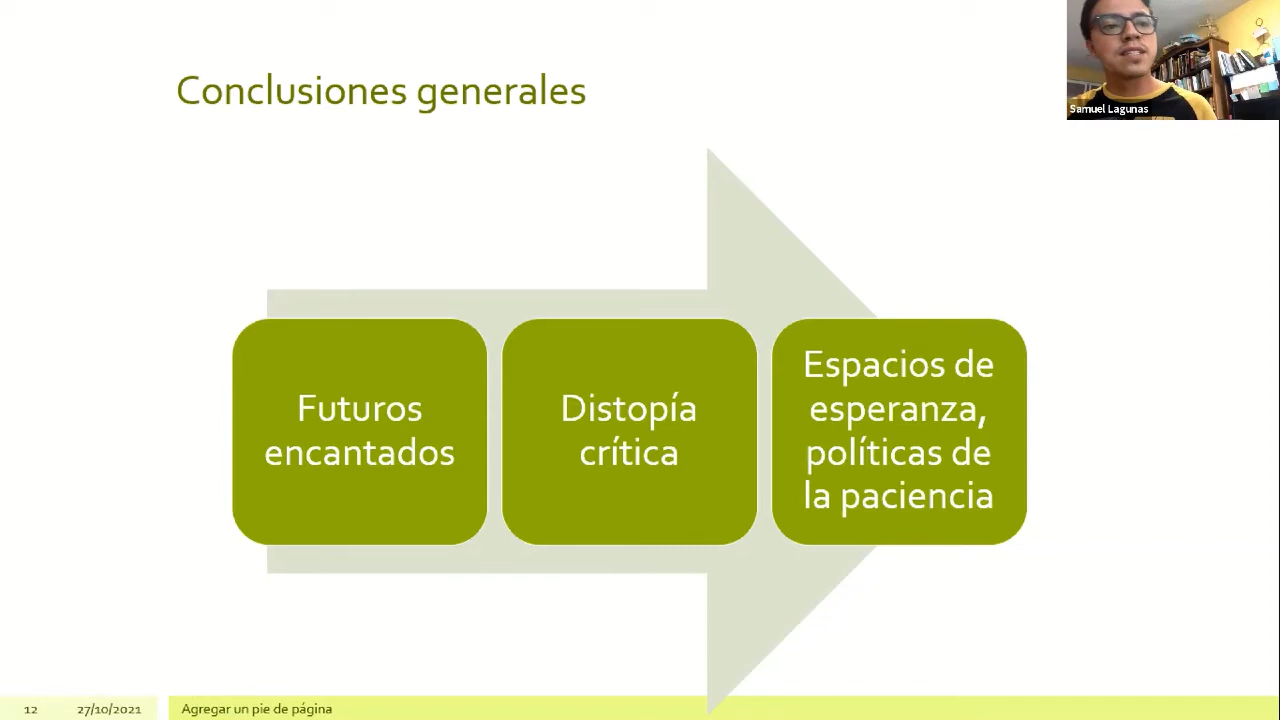 Conclusiones generales
Samuel Lagunas
Futuros
encantados
Distopía
crítica
Espacios de
esperanza,
políticas de
la paciencia
12
27/10/2021
Agregar un pie de página